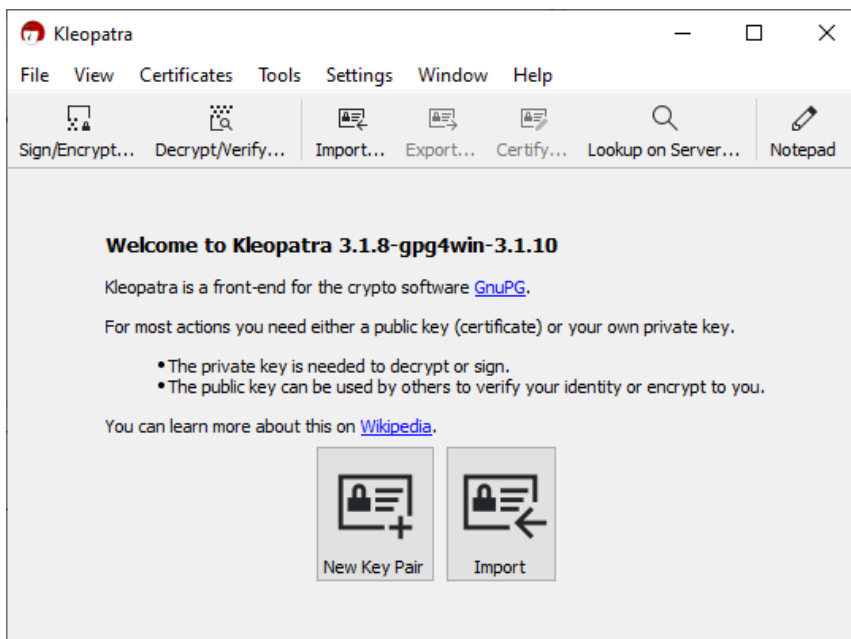 Kleopatra
File View Certificates Tools Settings Window Help
Sign/Encrypt... Decrypt/Verify... Import... Export... Certify... Lookup on Server... Notepad
Welcome to Kleopatra 3.1.8-gpg4win-3.1.10
Kleopatra is a front-end for the crypto software GnuPG.
For most actions you need either a public key (certificate) or your own private key.
•The private key is needed to decrypt or sign.
•The public key can be used by others to verify your identity or encrypt to you.
You can learn more about this on Wikipedia.
New Key Pair Import